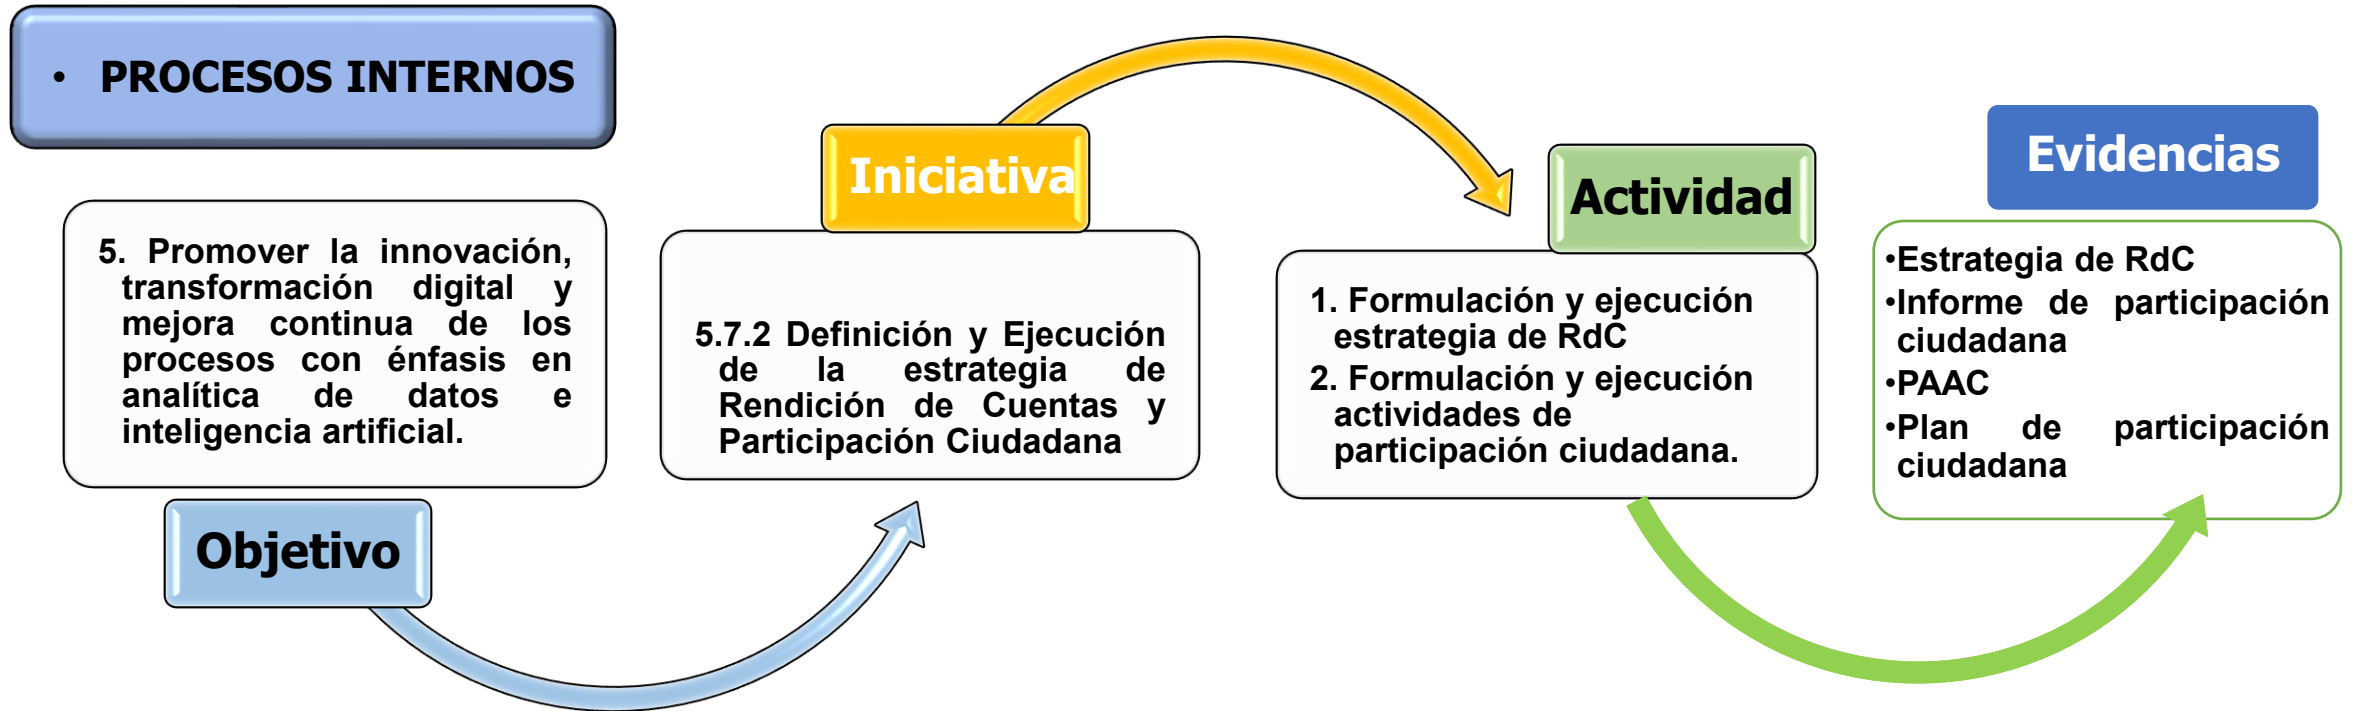 • PROCESOS INTERNOS
5. Promover la innovación,
transformación digital y
mejora continua de los
procesos con énfasis en
analítica de datos e
inteligencia artificial.
Objetivo
Iniciativa
5.7.2 Definición y Ejecución
de la estrategia de
Rendición de Cuentas y
Participación Ciudadana
Actividad
1. Formulación y ejecución
estrategia de RdC
2. Formulación y ejecución
actividades de
participación ciudadana.
Evidencias
•Estrategia de RdC
•Informe de participación
ciudadana
•PAAC
•Plan de participación
ciudadana